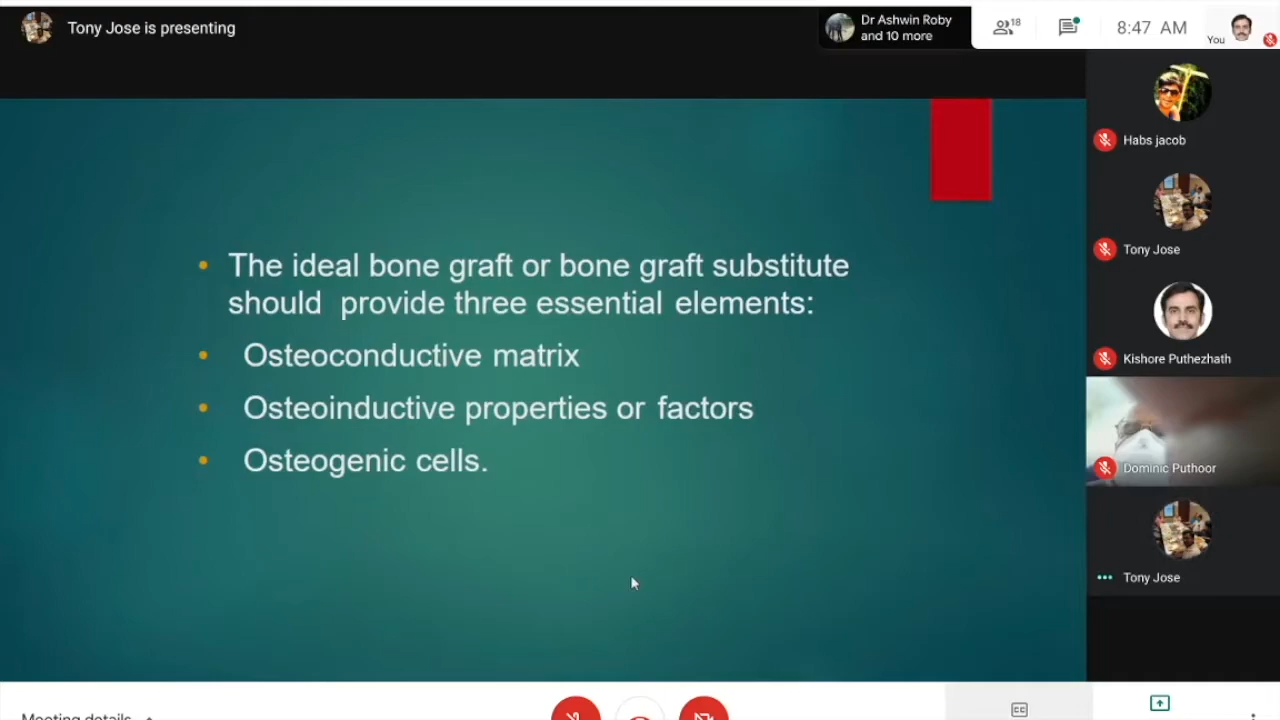 Tony Jose is presenting
Dr Ashwin Roby
and 10 more
18
8:47 AM
You
Habs jacob
Tony Jose
Kishore Puthezhath
Dominic Puthoor
Tony Jose
• The ideal bone graft or bone graft substitute
should provide three essential elements:
• Osteoconductive matrix
• Osteoinductive properties or factors
• Osteogenic cells.
Meeting details
CC